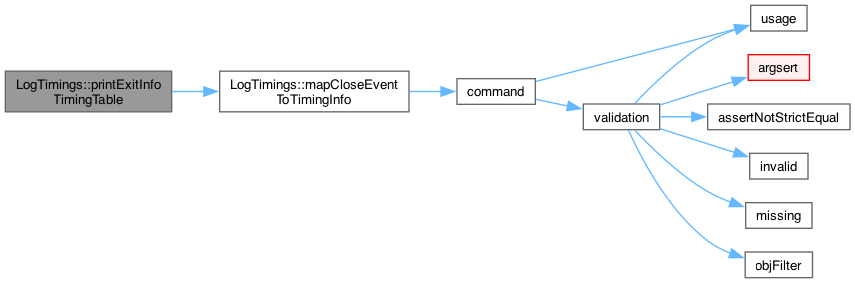 LogTimings::printExitInfo
TimingTable
LogTimings::mapCloseEvent
ToTimingInfo
command
validation
usage
argsert
assertNotStrictEqual
invalid
missing
objFilter